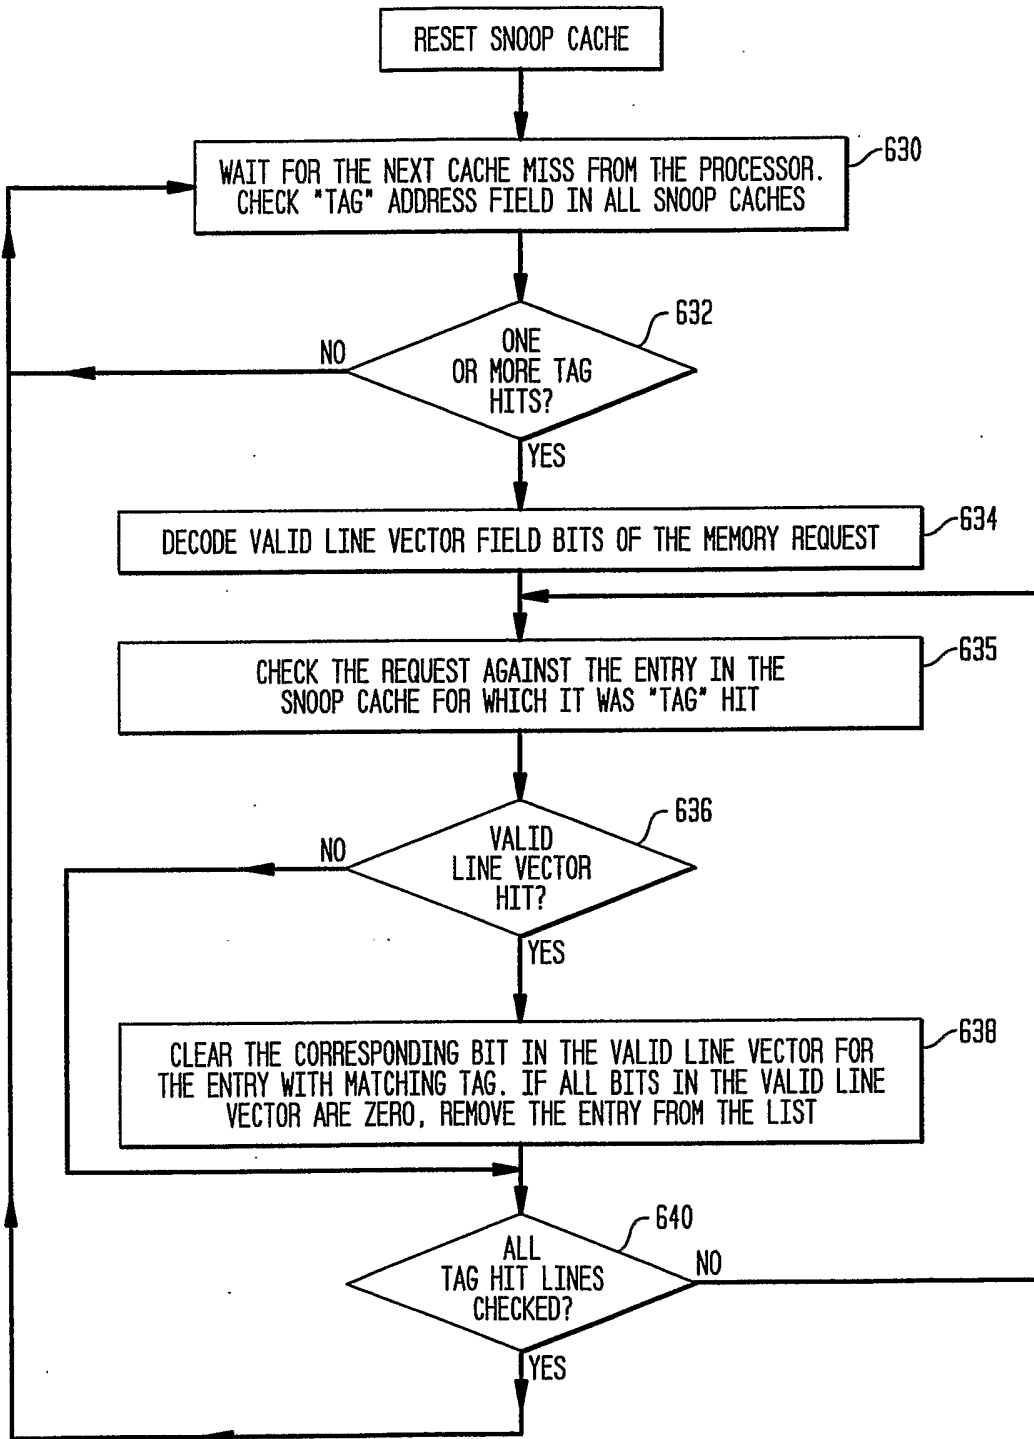 RESET SNOOP CACHE
630
WAIT FOR THE NEXT CACHE MISS FROM THE PROCESSOR.
CHECK "TAG" ADDRESS FIELD IN ALL SNOOP CACHES
632
NO
ONE
OR MORE TAG
HITS?
YES
634
DECODE VALID LINE VECTOR FIELD BITS OF THE MEMORY REQUEST
635
CHECK THE REQUEST AGAINST THE ENTRY IN THE
SNOOP CACHE FOR WHICH IT WAS "TAG" HIT
636
NO
VALID
LINE VECTOR
HIT?
YES
638
CLEAR THE CORRESPONDING BIT IN THE VALID LINE VECTOR FOR
THE ENTRY WITH MATCHING TAG. IF ALL BITS IN THE VALID LINE
VECTOR ARE ZERO, REMOVE THE ENTRY FROM THE LIST
640
ALL
TAG HIT LINES
CHECKED?
NO
YES